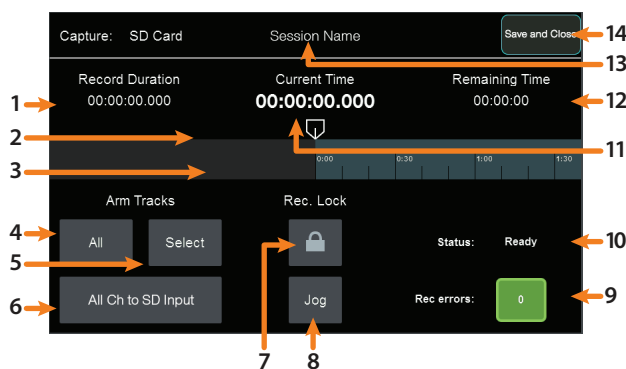 Capture: SD Card
Session Name
Save and Close
14
13
Record Duration
Current Time
Remaining Time
1
00:00:00.000
00:00:00.000
00:00:00
12
2
11
3
0:00
0:30
1:00
1:30
Arm Tracks
Rec. Lock
4
All
Select
Status:
Ready
10
5
6
All Ch to SD Input
Jog
Rec errors:
0
9
7
8